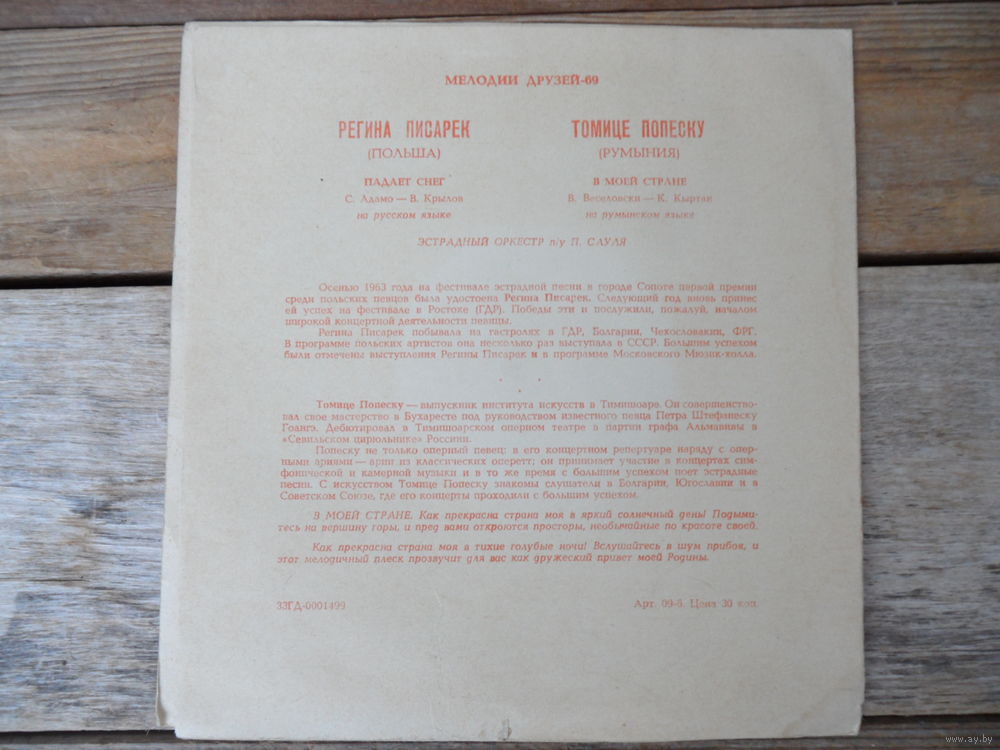 МЕЛОДИИ ДРУЗЕЙ-69
РЕГИНА ПИСАРЕК
(ПОЛЬША)
ПАДАЕТ СНЕГ
С. Адамо — В. Крылов
на русском языке
ТОМИЦЕ ПОПЕСКУ
(РУМЫНИЯ)
В МОЕЙ СТРАНЕ
В. Веселовски — К. Кыртан
на румынском языке
ЭСТРАДНЫЙ ОРКЕСТР п/у П. САУЛЯ
Осенью 1963 года на фестивале эстрадной песни в городе Сопоте первой премии
среди польских певцов была удостоена Регина Писарек. Следующий год вновь принес
ей успех на фестивале в Ростоке (ГДР). Победы эти и послужили, пожалуй, началом
широкой концертной деятельности певицы.
Регина Писарек побывала на гастролях в ГДР, Болгарии, Чехословакии, ФРГ.
В программе польских артистов она несколько раз выступала в СССР. Большим успехом
были отмечены выступления Регины Писарек и в программе Московского Мюзик-холла.
Томице Попеску — выпускник института искусств в Тимишоаре. Он совершенство-
вал свое мастерство в Бухаресте под руководством известного певца Петра Штефанеску
Гоангэ. Дебютировал в Тимишоарском оперном театре в партии графа Альмавивы в
«Севильском цирюльнике» Россини.
Попеску не только оперный певец: в его концертном репертуаре наряду с опер-
ными ариями — арии из классических оперетт; он принимает участие в концертах сим-
фонической и камерной музыки и в то же время с большим успехом поет эстрадные
песни. С искусством Томице Попеску знакомы слушатели в Болгарии, Югославии и в
Советском Союзе, где его концерты проходили с большим успехом.
В МОЕЙ СТРАНЕ. Как прекрасна страна моя в яркий солнечный день! Подыми-
тесь на вершину горы, и пред вами откроются просторы, необычайные по красоте своей.
Как прекрасна страна моя в тихие голубые ночи! Вслушайтесь в шум прибоя, и
этот мелодичный плеск прозвучит для вас как дружеский привет моей Родины.
33ГД-0001499
Арт. 09-6. Цена 30 коп.
www.ay.by